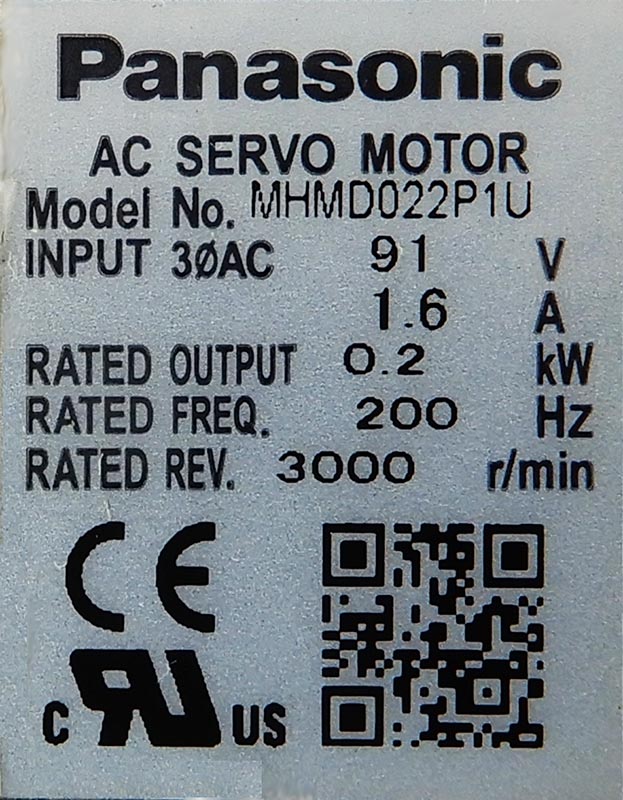 Panasonic
AC SERVO MOTOR
Model No. MHMD022P1U
INPUT 3ØAC 91 V
1.6 A
RATED OUTPUT 0.2 kW
RATED FREQ. 200 Hz
RATED REV. 3000 r/min
CE
c RU US